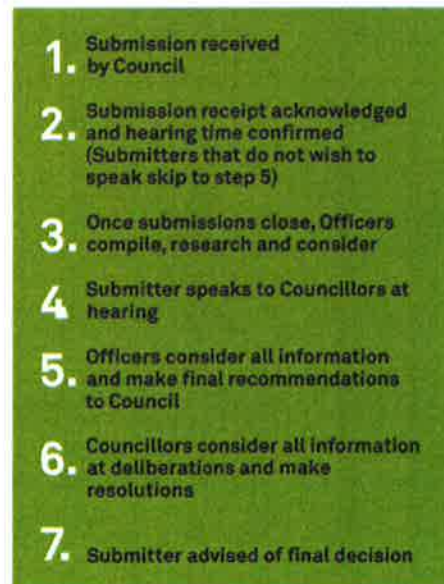 1. Submission received
by Council
2. Submission receipt acknowledged
and hearing time confirmed
(Submitters that do not wish to
speak skip to step 5)
3. Once submissions close, Officers
compile, research and consider
4. Submitter speaks to Councillors at
hearing
5. Officers consider all information
and make final recommendations
to Council
6. Councillors consider all information
at deliberations and make
resolutions
7. Submitter advised of final decision